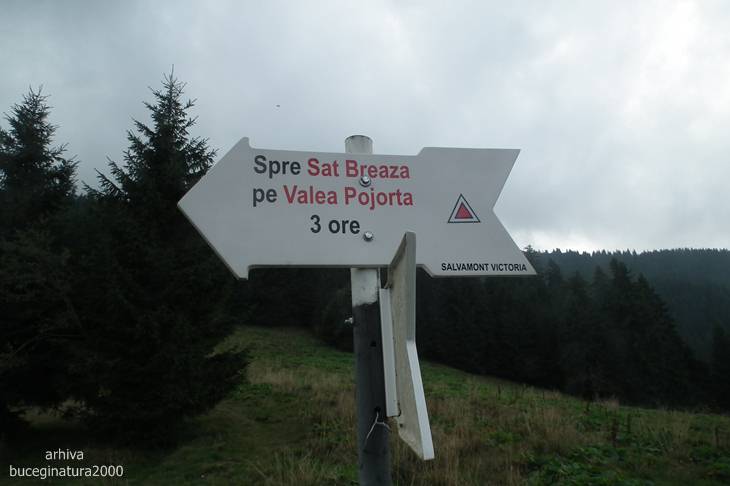 Spre Sat Breaza
pe Valea Pojorta
3 ore
SALVAMONT VICTORIA
arhiva
buceginatura2000